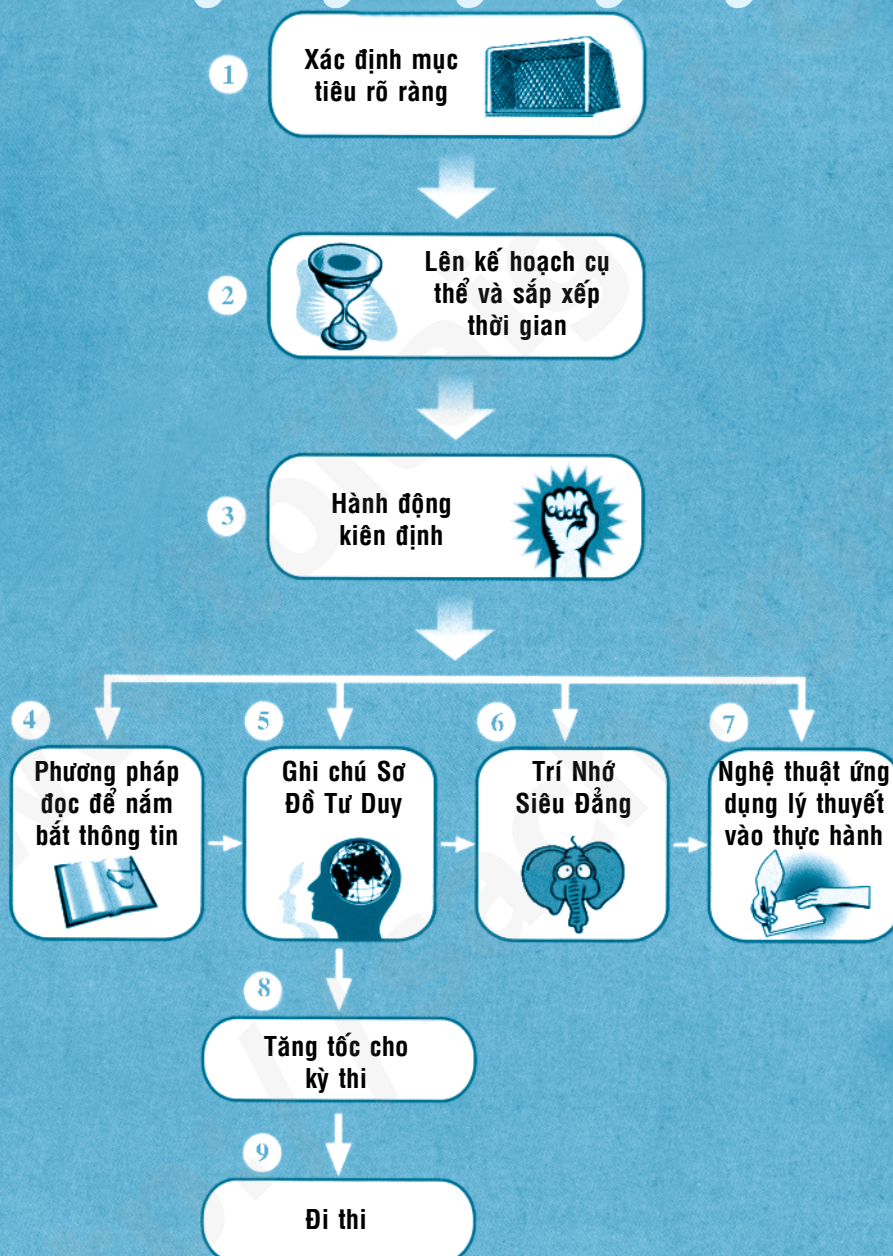 1
Xác định mục
tiêu rõ ràng
2
Lên kế hoạch cụ
thể và sắp xếp
thời gian
3
Hành động
kiên định
4
Phương pháp
đọc để nắm
bắt thông tin
5
Ghi chú Sơ
Đồ Tư Duy
6
Trí Nhớ
Siêu Đẳng
7
Nghệ thuật ứng
dụng lý thuyết
vào thực hành
8
Tăng tốc cho
kỳ thi
9
Đi thi